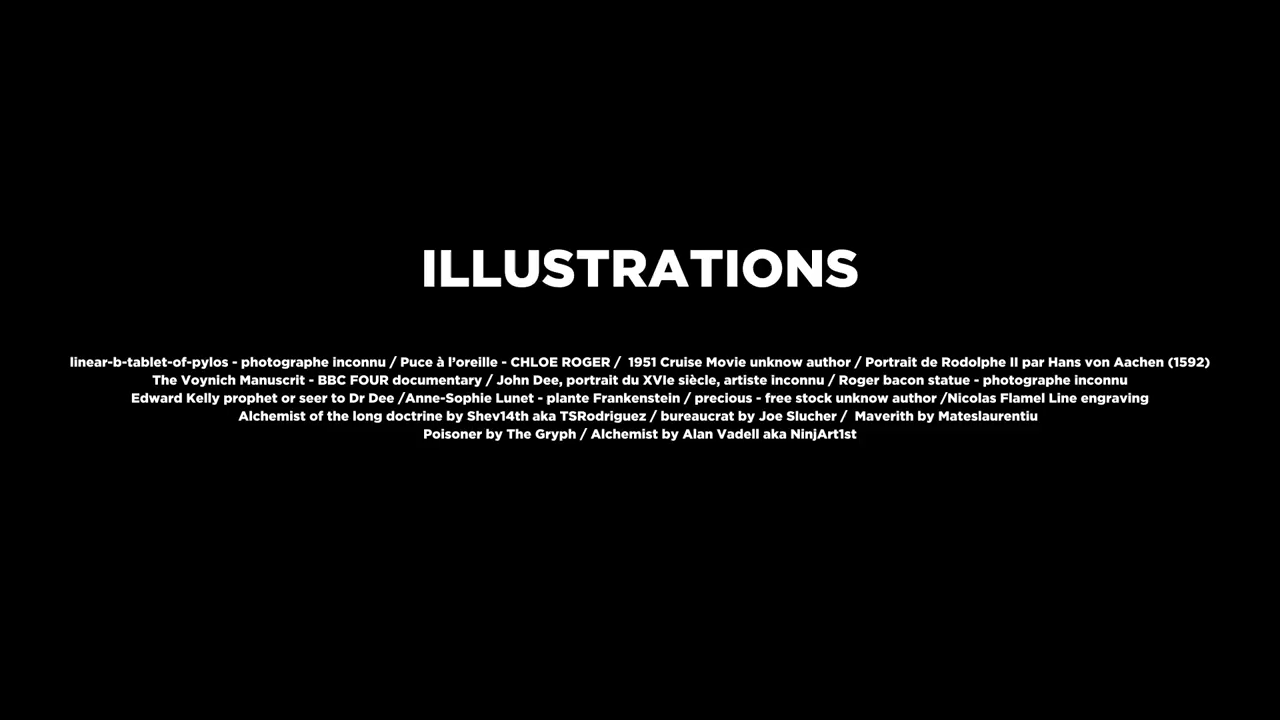 ILLUSTRATIONS
linear-b-tablet-of-pylos - photographe inconnu / Puce à l’oreille - CHLOE ROGER /  1951 Cruise Movie unknow author / Portrait de Rodolphe II par Hans von Aachen (1592)
The Voynich Manuscrit - BBC FOUR documentary / John Dee, portrait du XVIe siècle, artiste inconnu / Roger bacon statue - photographe inconnu
Edward Kelly prophet or seer to Dr Dee /Anne-Sophie Lunet - plante Frankenstein / precious - free stock unknow author /Nicolas Flamel Line engraving
Alchemist of the long doctrine by Shev14th aka TSRodriguez / bureaucrat by Joe Slucher /  Maverith by Mateslaurentiu
Poisoner by The Gryph / Alchemist by Alan Vadell aka NinjArt1st